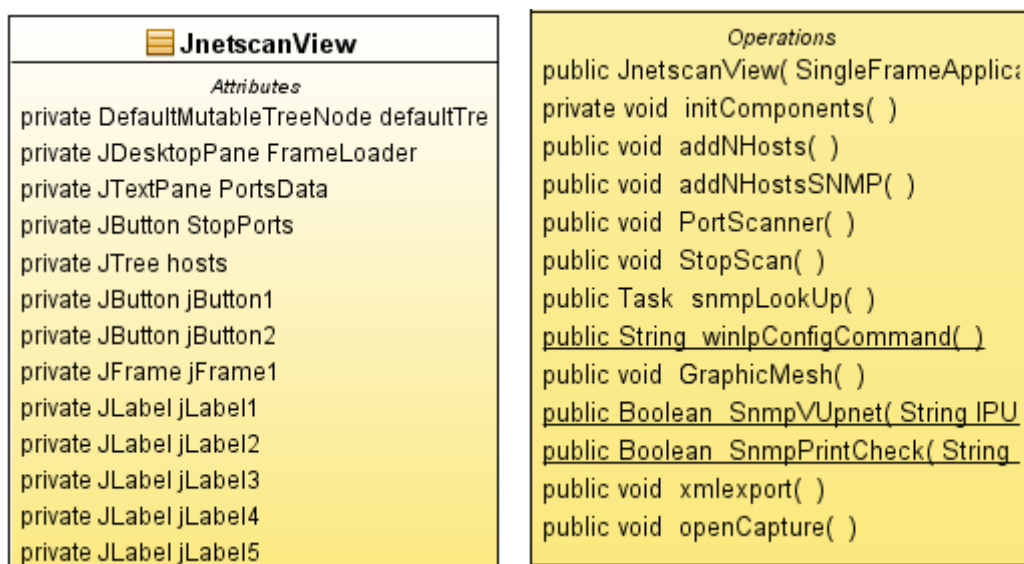 JnetscanView
Attributes
private DefaultMutableTreeNode defaultTre
private JDesktopPane FrameLoader
private JTextPane PortsData
private JButton StopPorts
private JTree hosts
private JButton jButton1
private JButton jButton2
private JFrame jFrame1
private JLabel jLabel1
private JLabel jLabel2
private JLabel jLabel3
private JLabel jLabel4
private JLabel jLabel5
Operations
public JnetscanView( SingleFrameApplica
private void initComponents( )
public void addNHosts( )
public void addNHostsSNMP( )
public void PortScanner( )
public void StopScan( )
public Task snmpLookUp( )
public String winIpConfigCommand( )
public void GraphicMesh( )
public Boolean SnmpVUpnet( String IPU
public Boolean SnmpPrintCheck( String
public void xmlexport( )
public void openCapture( )